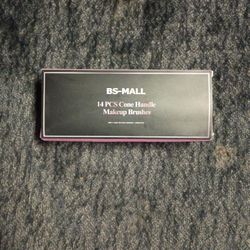 BS-MALL
14 PCS Cone Handle
Makeup Brushes